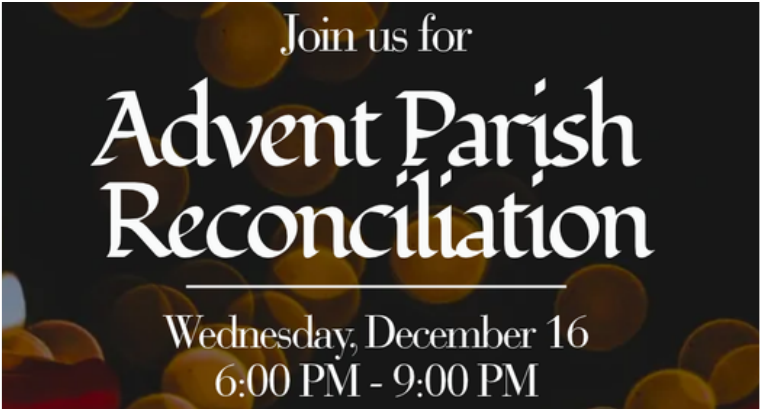 Join us for
Advent Parish
Reconciliation
Wednesday, December 16
6:00 PM - 9:00 PM